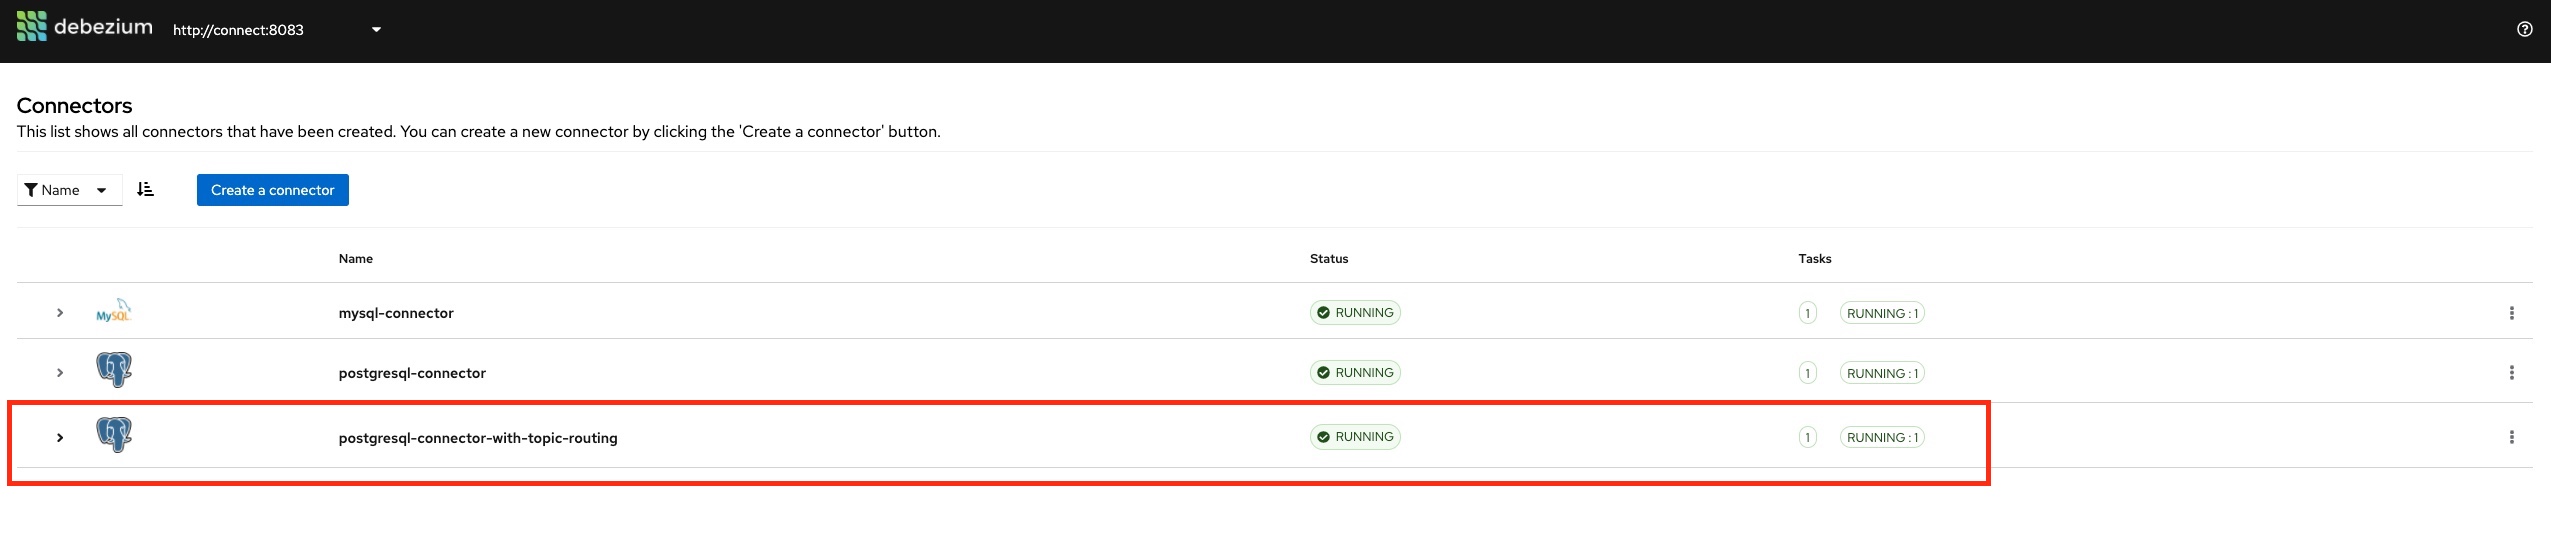 debezium http://connect:8083
Connectors
This list shows all connectors that have been created. You can create a new connector by clicking the 'Create a connector' button.
Name Create a connector
Name Status Tasks
MySQL mysql-connector RUNNING 1 RUNNING : 1
postgresql-connector RUNNING 1 RUNNING : 1
postgresql-connector-with-topic-routing RUNNING 1 RUNNING : 1